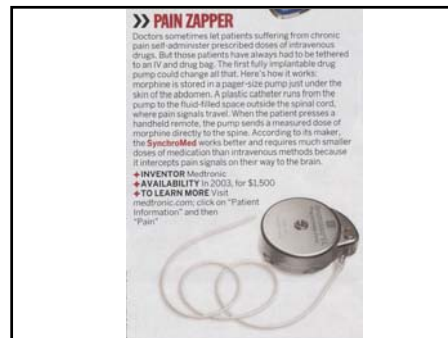 >> PAIN ZAPPER
Doctors sometimes let patients suffering from chronic
pain self-administer prescribed doses of intravenous
drugs. But those patients have always had to be tethered
to an IV and drug bag. The first fully implantable drug
pump could change all that. Here's how it works:
morphine is stored in a pager-size pump just under the
skin of the abdomen. A plastic catheter runs from the
pump to the fluid-filled space outside the spinal cord,
where pain signals travel. When the patient presses a
handheld remote, the pump sends a measured dose of
morphine directly to the spine. According to its maker,
the SynchroMed works better and requires much smaller
doses of medication than intravenous methods because
it intercepts pain signals on their way to the brain.
✦INVENTOR Medtronic
✦AVAILABILITY In 2003, for $1,500
✦TO LEARN MORE Visit
medtronic.com; click on "Patient
Information" and then
"Pain"